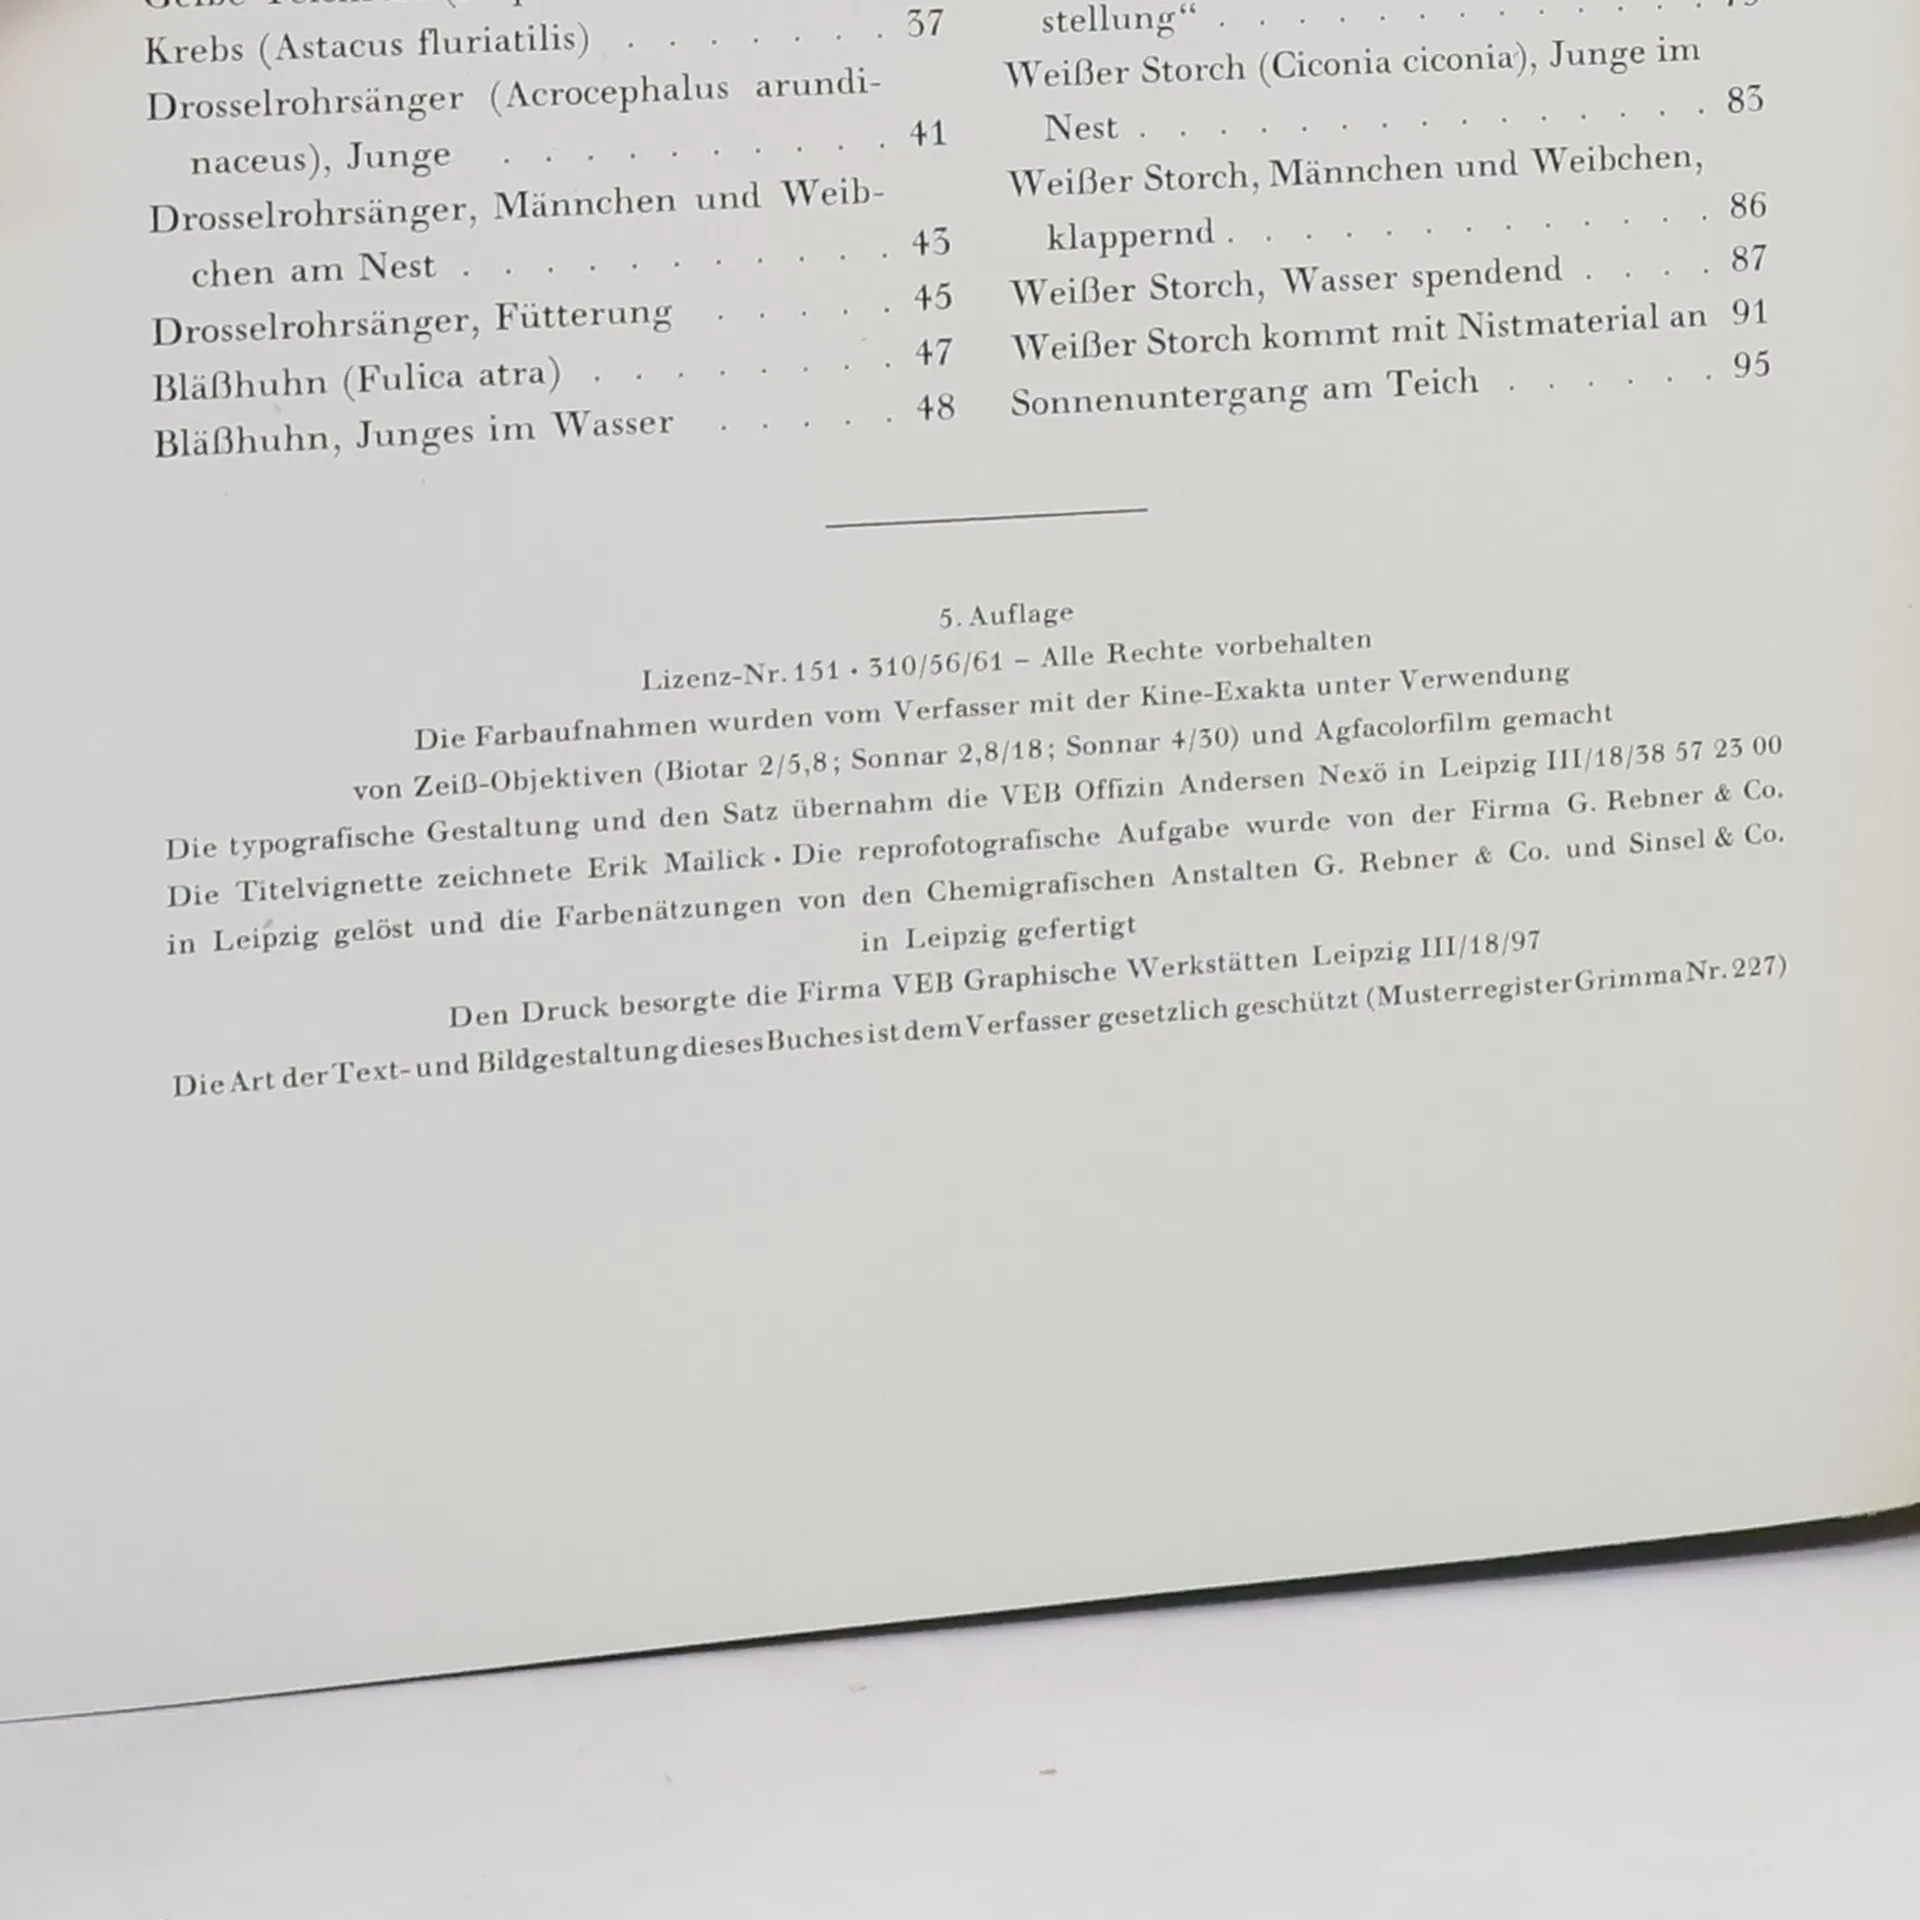 Krebs (Astacus fluriatilis) . . . . . . . 37
Drosselrohrsänger (Acrocephalus arundi-
naceus), Junge . . . . . . . . . . 41
Drosselrohrsänger, Männchen und Weib-
chen am Nest . . . . . . . . . . . 43
Drosselrohrsänger, Fütterung . . . . . 45
Bläßhuhn (Fulica atra) . . . . . . . . 47
Bläßhuhn, Junges im Wasser . . . . . 48
stellung“ . . . . . . . . . . . . .
Weißer Storch (Ciconia ciconia), Junge im
Nest . . . . . . . . . . . . . . . 83
Weißer Storch, Männchen und Weibchen,
klappernd . . . . . . . . . . . . . 86
Weißer Storch, Wasser spendend . . . . 87
Weißer Storch kommt mit Nistmaterial an 91
Sonnenuntergang am Teich . . . . . . 95
5. Auflage
Lizenz-Nr. 151 · 310/56/61 – Alle Rechte vorbehalten
Die Farbaufnahmen wurden vom Verfasser mit der Kine-Exakta unter Verwendung
von Zeiß-Objektiven (Biotar 2/5,8; Sonnar 2,8/18; Sonnar 4/30) und Agfacolorfilm gemacht
Die typografische Gestaltung und den Satz übernahm die VEB Offizin Andersen Nexö in Leipzig III/18/38 57 23 00
Die Titelvignette zeichnete Erik Mailick · Die reprofotografische Aufgabe wurde von der Firma G. Rebner & Co.
in Leipzig gelöst und die Farbenätzungen von den Chemigrafischen Anstalten G. Rebner & Co. und Sinsel & Co.
in Leipzig gefertigt
Den Druck besorgte die Firma VEB Graphische Werkstätten Leipzig III/18/97
Die Art der Text- und Bildgestaltung dieses Buches ist dem Verfasser gesetzlich geschützt (Musterregister Grimma Nr. 227)